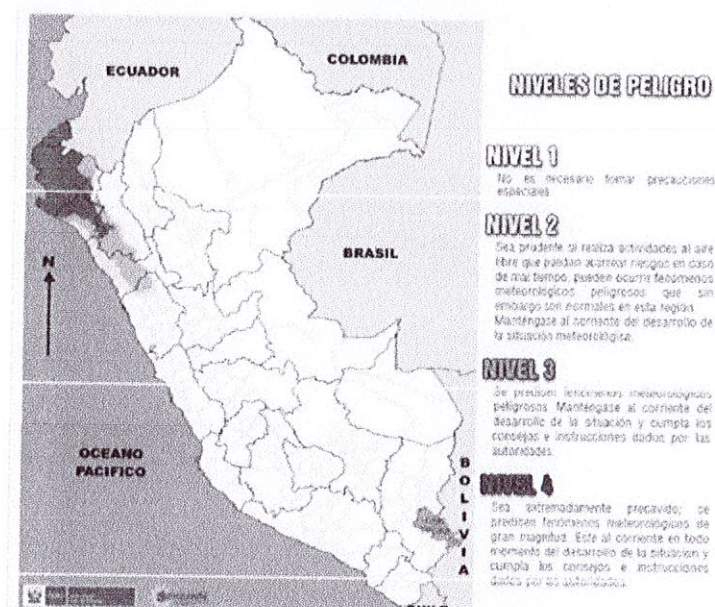 ECUADOR
COLOMBIA
BRASIL
N
OCEANO
PACIFICO
BOLIVIA
CHILE
PERÚ
NIVELES DE PELIGRO
NIVEL 1
No es necesario tomar precauciones
especiales
NIVEL 2
Sea prudente si realiza actividades al aire
libre que puedan acarrear riesgos en caso
de mal tiempo, pueden ocurrir fenómenos
meteorológicos peligrosos, que sin
embargo son normales en esta región.
Manténgase al corriente del desarrollo de
la situación meteorológica.
NIVEL 3
Se predicen fenómenos meteorológicos
peligrosos. Manténgase al corriente del
desarrollo de la situación y cumpla los
consejos e instrucciones dados por las
autoridades.
NIVEL 4
Sea extremadamente precavido; se
predicen fenómenos meteorológicos de
gran magnitud. Este al corriente en todo
momento del desarrollo de la situación y
cumpla los consejos e instrucciones
dados por las autoridades.